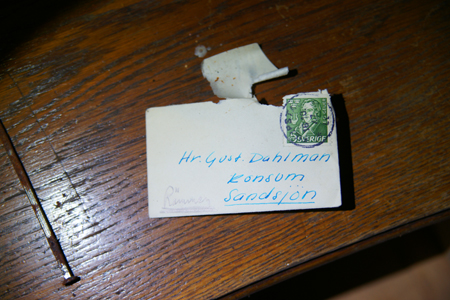 SVERIGE
Hr. Gust. Dahlman
Konsum
Sandsjön